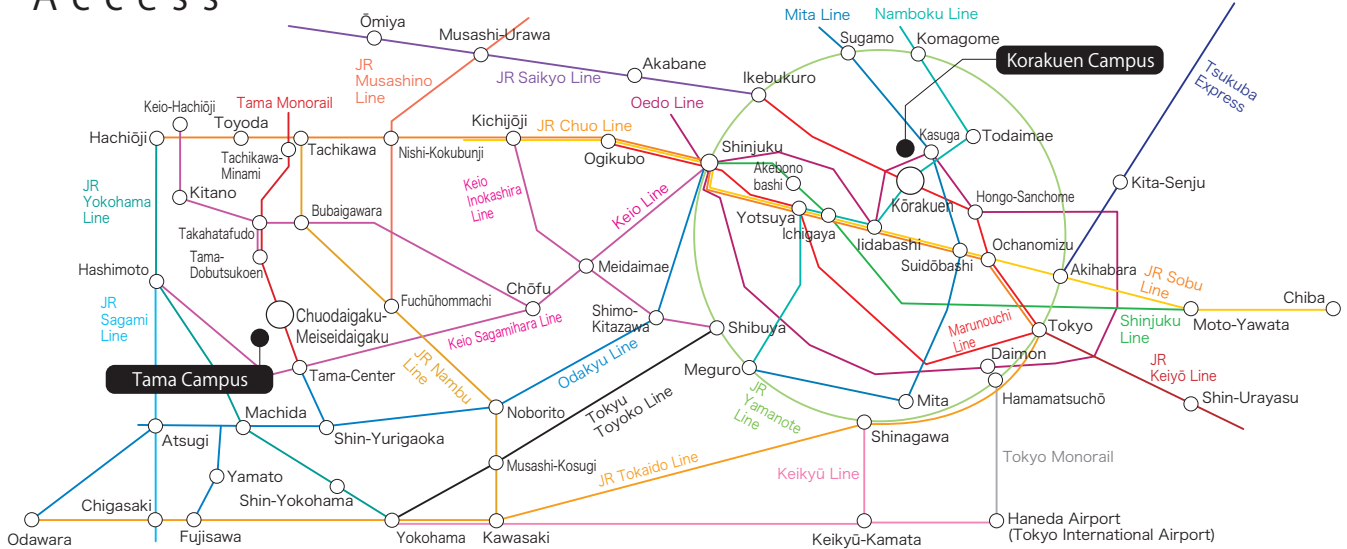 Access
Ōmiya
Musashi-Urawa
Mita Line
Namboku Line
Sugamo
Komagome
Korakuen Campus
JR
Musashino
Line
JR Saikyo Line
Akabane
Ikebukuro
Tsukuba
Express
Keio-Hachiōji
Tama Monorail
Toyoda
Hachiōji
Tachikawa
Tachikawa-
Minami
Nishi-Kokubunji
Kichijōji
JR Chuo Line
Ogikubo
Oedo Line
Shinjuku
Akebono
bashi
Kasuga
Todaimae
Kita-Senju
JR
Yokohama
Line
Kitano
Keio
Inokashira
Line
Keio Line
Yotsuya
Ichigaya
Iidabashi
Kōrakuen
Hongo-Sanchome
Bubaigawara
Takahatafudo
Tama-
Dobutsukoen
Hashimoto
Meidaimae
Suidōbashi
Ochanomizu
Akihabara
JR Sobu
Line
Chiba
Moto-Yawata
Shinjuku
Line
JR
Sagami
Line
Chuodaigaku-
Meiseidaigaku
Fuchūhommachi
Chōfu
Keio Sagamihara Line
Shimo-
Kitazawa
Shibuya
Marunouchi
Line
Tokyo
Daimon
JR
Keiyō Line
Tama Campus
Tama-Center
JR Nambu
Line
Odakyu Line
Meguro
JR
Yamanote
Line
Mita
Hamamatsuchō
Shin-Urayasu
Tokyu
Toyoko Line
Machida
Noborito
Atsugi
Shin-Yurigaoka
Shinagawa
Musashi-Kosugi
JR Tokaido Line
Keikyū Line
Tokyo Monorail
Yamato
Shin-Yokohama
Chigasaki
Odawara
Fujisawa
Yokohama
Kawasaki
Keikyū-Kamata
Haneda Airport
(Tokyo International Airport)